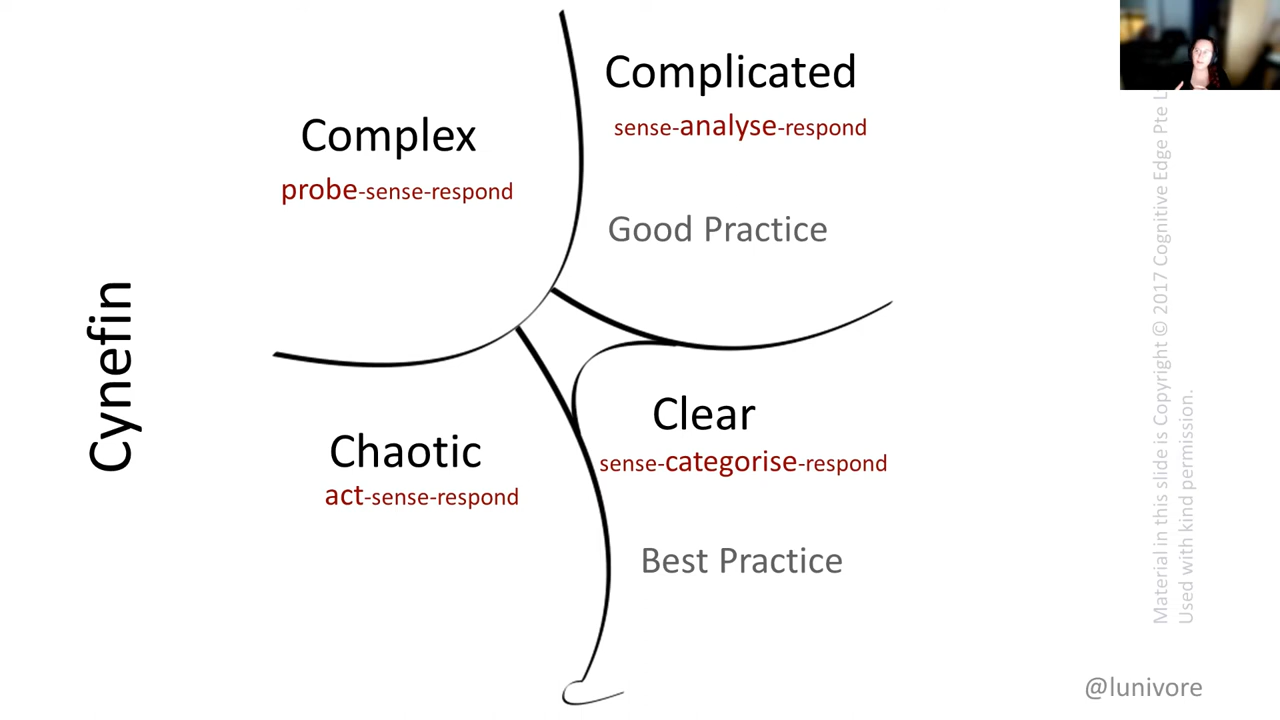 Cynefin
Complex
probe-sense-respond
Complicated
sense-analyse-respond
Good Practice
Chaotic
act-sense-respond
Clear
sense-categorise-respond
Best Practice
Material in this slide is Copyright © 2017 Cognitive Edge Pte
Used with kind permission.
@lunivore